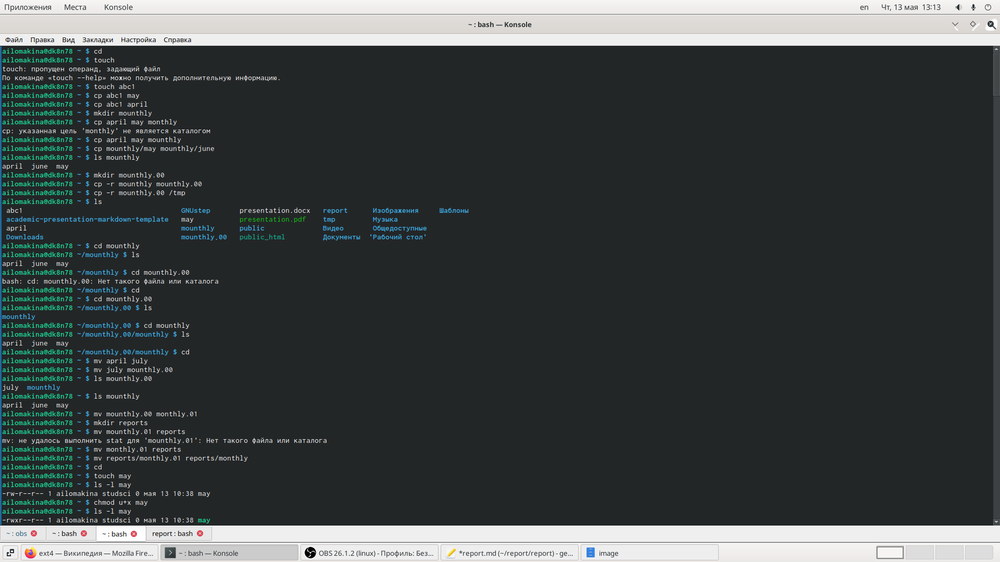 Приложения Места Konsole en Чт, 13 мая 13:13
~ : bash — Konsole
Файл Правка Вид Закладки Настройка Справка
ailomakina@dk8n78 ~ $ cd
ailomakina@dk8n78 ~ $ touch
touch: пропущен операнд, задающий файл
По команде «touch --help» можно получить дополнительную информацию.
ailomakina@dk8n78 ~ $ touch abc1
ailomakina@dk8n78 ~ $ cp abc1 may
ailomakina@dk8n78 ~ $ cp abc1 april
ailomakina@dk8n78 ~ $ mkdir mounthly
ailomakina@dk8n78 ~ $ cp april may monthly
cp: указанная цель 'monthly' не является каталогом
ailomakina@dk8n78 ~ $ cp april may mounthly
ailomakina@dk8n78 ~ $ cp mounthly/may mounthly/june
ailomakina@dk8n78 ~ $ ls mounthly
april june may
ailomakina@dk8n78 ~ $ mkdir mounthly.00
ailomakina@dk8n78 ~ $ cp -r mounthly mounthly.00
ailomakina@dk8n78 ~ $ cp -r mounthly.00 /tmp
ailomakina@dk8n78 ~ $ ls
abc1 GNUstep presentation.docx report Изображения Шаблоны
academic-presentation-markdown-template may presentation.pdf tmp Музыка
april mounthly public Видео Общедоступные
Downloads mounthly.00 public_html Документы 'Рабочий стол'
ailomakina@dk8n78 ~ $ cd mounthly
ailomakina@dk8n78 ~/mounthly $ ls
april june may
ailomakina@dk8n78 ~/mounthly $ cd mounthly.00
bash: cd: mounthly.00: Нет такого файла или каталога
ailomakina@dk8n78 ~/mounthly $ cd
ailomakina@dk8n78 ~ $ cd mounthly.00
ailomakina@dk8n78 ~/mounthly.00 $ ls
mounthly
ailomakina@dk8n78 ~/mounthly.00 $ cd mounthly
ailomakina@dk8n78 ~/mounthly.00/mounthly $ ls
april june may
ailomakina@dk8n78 ~/mounthly.00/mounthly $ cd
ailomakina@dk8n78 ~ $ mv april july
ailomakina@dk8n78 ~ $ mv july mounthly.00
ailomakina@dk8n78 ~ $ ls mounthly.00
july mounthly
ailomakina@dk8n78 ~ $ ls mounthly
april june may
ailomakina@dk8n78 ~ $ mv mounthly.00 monthly.01
ailomakina@dk8n78 ~ $ mkdir reports
ailomakina@dk8n78 ~ $ mv mounthly.01 reports
mv: не удалось выполнить stat для 'mounthly.01': Нет такого файла или каталога
ailomakina@dk8n78 ~ $ mv monthly.01 reports
ailomakina@dk8n78 ~ $ mv reports/monthly.01 reports/monthly
ailomakina@dk8n78 ~ $ cd
ailomakina@dk8n78 ~ $ touch may
ailomakina@dk8n78 ~ $ ls -l may
-rw-r--r-- 1 ailomakina studsci 0 мая 13 10:38 may
ailomakina@dk8n78 ~ $ chmod u+x may
ailomakina@dk8n78 ~ $ ls -l may
-rwxr--r-- 1 ailomakina studsci 0 мая 13 10:38 may
~ : obs ~ : bash ~ : bash report : bash
ext4 — Википедия — Mozilla Fire... ~ : bash — Konsole OBS 26.1.2 (linux) - Профиль: Без... *report.md (~/report/report) - ge... image